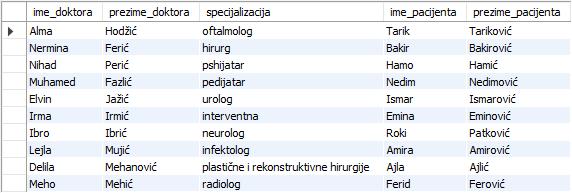 ime_doktora prezime_doktora specijalizacija ime_pacijenta prezime_pacijenta
Alma Hodžić oftalmolog Tarik Tariković
Nermina Ferić hirurg Bakir Bakirović
Nihad Perić pshijatar Hamo Hamić
Muhamed Fazlić pedijatar Nedim Nedimović
Elvin Jažić urolog Ismar Ismarović
Irma Irmić interventna Emina Eminović
Ibro Ibrić neurolog Roki Patković
Lejla Mujić infektolog Amira Amirović
Delila Mehanović plastične i rekonstruktivne hirurgije Ajla Ajlić
Meho Mehić radiolog Ferid Ferović